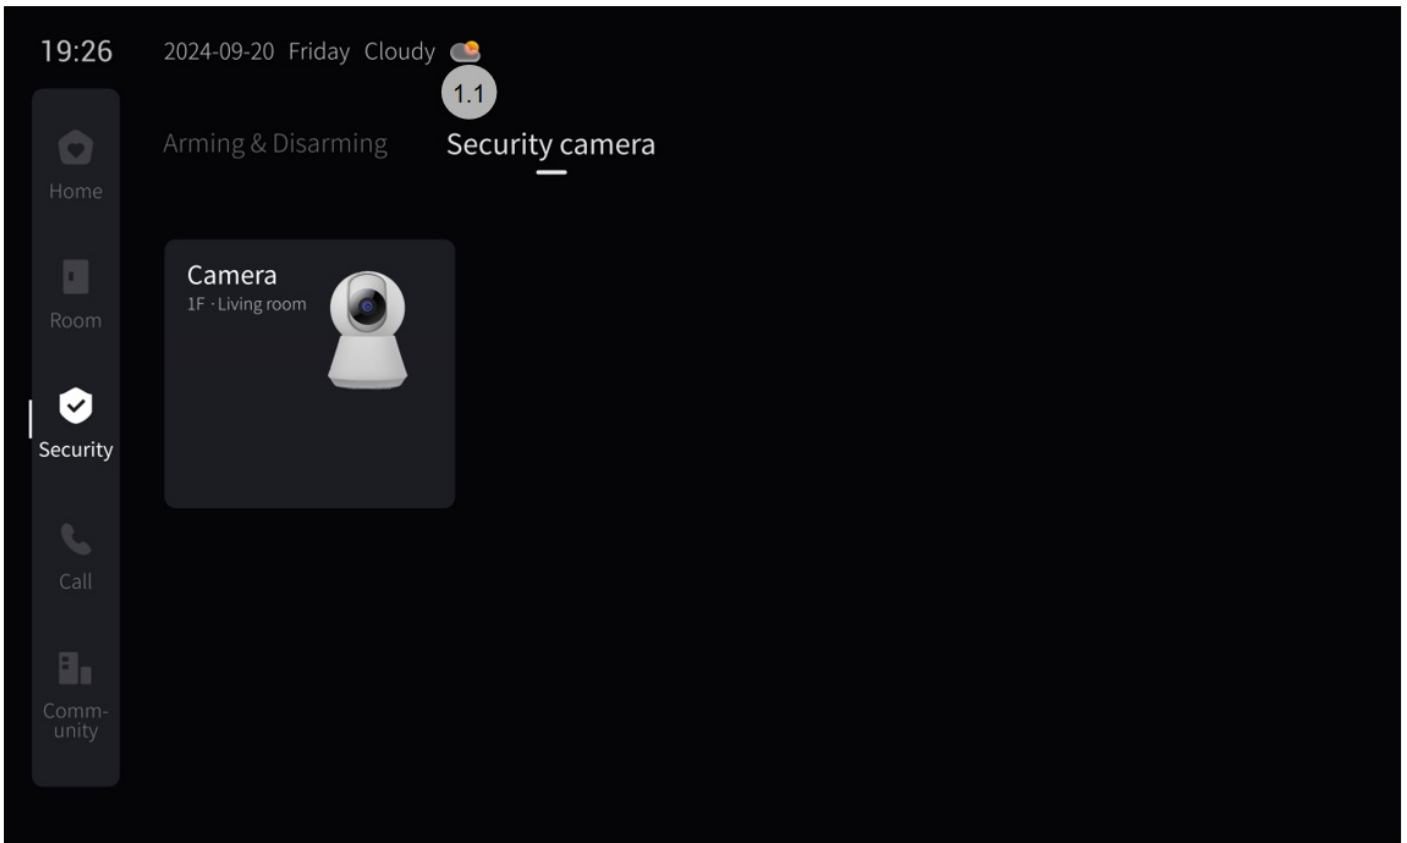 19:26
2024-09-20 Friday Cloudy
1.1
Arming & Disarming
Security camera
Home
Room
Security
Call
Comm-
unity
Camera
1F · Living room